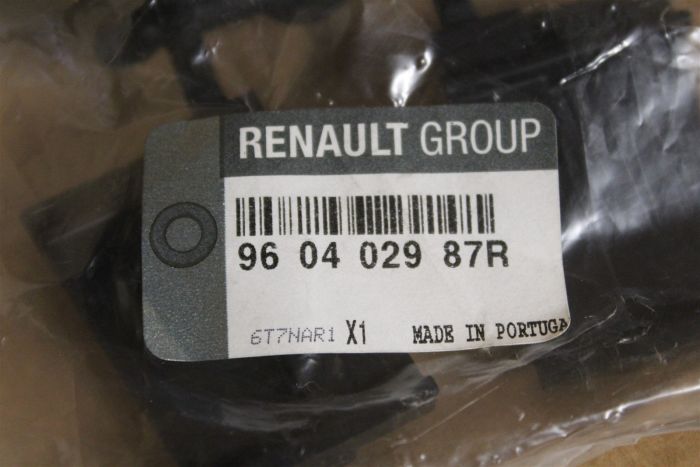 RENAULT GROUP
96 04 029 87R
6T7NAR1 X1 MADE IN PORTUGA